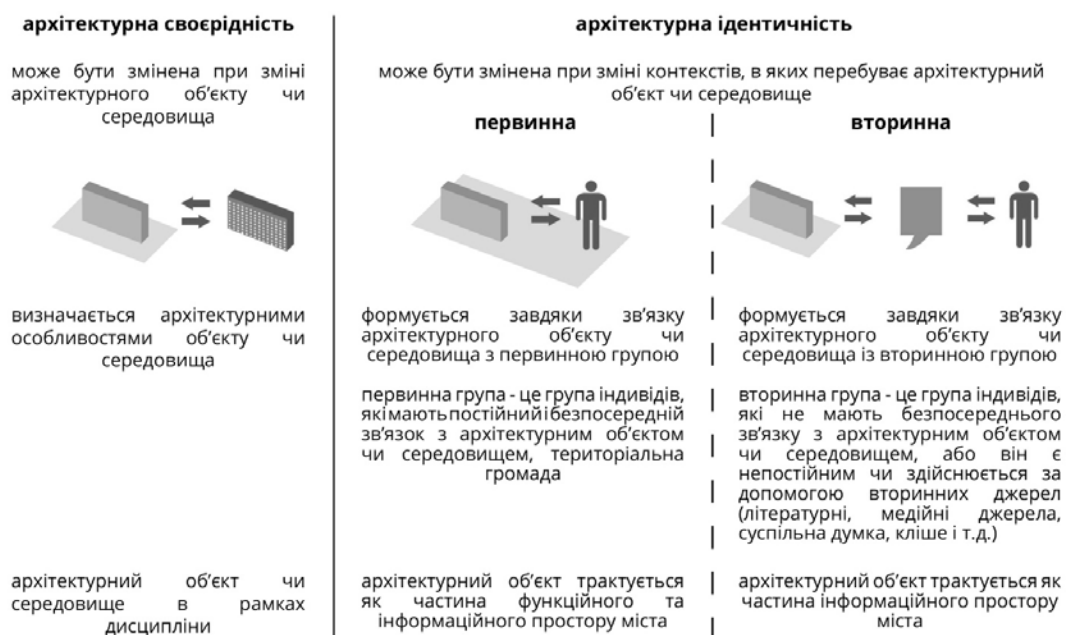 архітектурна своєрідність
може бути змінена при зміні
архітектурного об'єкту чи
середовища
визначається архітектурними
особливостями об'єкту чи
середовища
архітектурний об'єкт чи
середовище в рамках
дисципліни
архітектурна ідентичність
може бути змінена при зміні контекстів, в яких перебуває архітектурний
об'єкт чи середовище
первинна
формується завдяки зв'язку
архітектурного об'єкту чи
середовища з первинною групою
первинна група - це група індивідів,
які мають постійний і безпосередній
зв'язок з архітектурним об'єктом
чи середовищем, територіальна
громада
архітектурний об'єкт трактується
як частина функційного та
інформаційного простору міста
вторинна
формується завдяки зв'язку
архітектурного об'єкту чи
середовища із вторинною групою
вторинна група - це група індивідів,
які не мають безпосереднього
зв'язку з архітектурним об'єктом
чи середовищем, або він є
непостійним чи здійснюється за
допомогою вторинних джерел
(літературні, медійні джерела,
суспільна думка, кліше і т.д.)
архітектурний об'єкт трактується як
частина інформаційного простору
міста